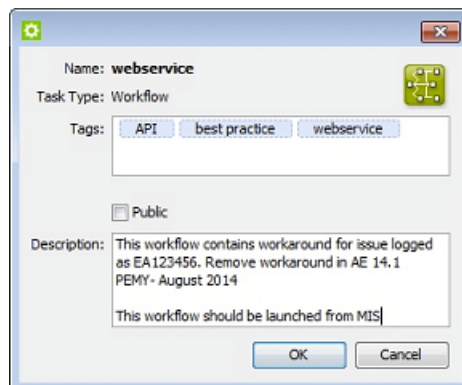 Name: webservice
Task Type: Workflow
Tags: API best practice webservice
Public
Description: This workflow contains workaround for issue logged
as EA123456. Remove workaround in AE 14.1
PEMY- August 2014
This workflow should be launched from MIS
OK Cancel